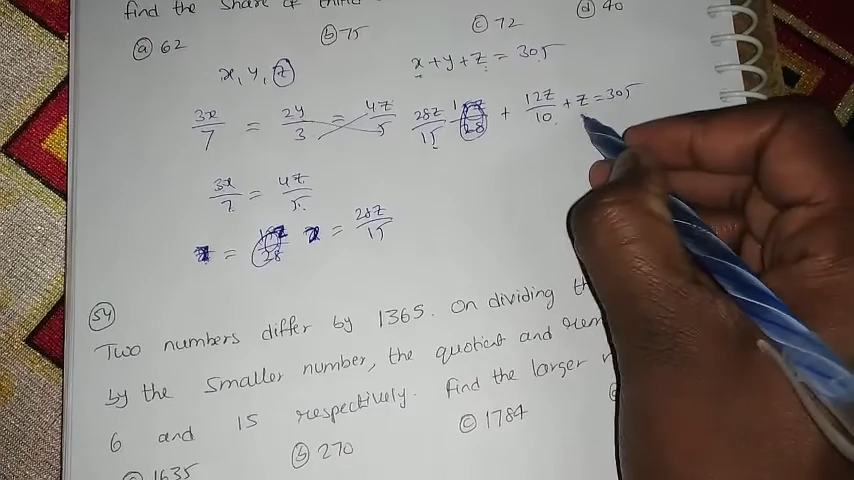 find the share of third
ⓐ 62 ⓑ 75 ⓒ 72 ⓓ 40
x, y, z x + y + z = 305
3x/7 = 2y/3 = 4z/5 28z/15 + 12z/10 + z = 305
3x/7 = 4z/5
= x = 28z/15
54
Two numbers differ by 1365. On dividing
by the smaller number, the quotient and
6 and 15 respectively. Find the larger
ⓐ 1635 ⓑ 270 ⓒ 1784